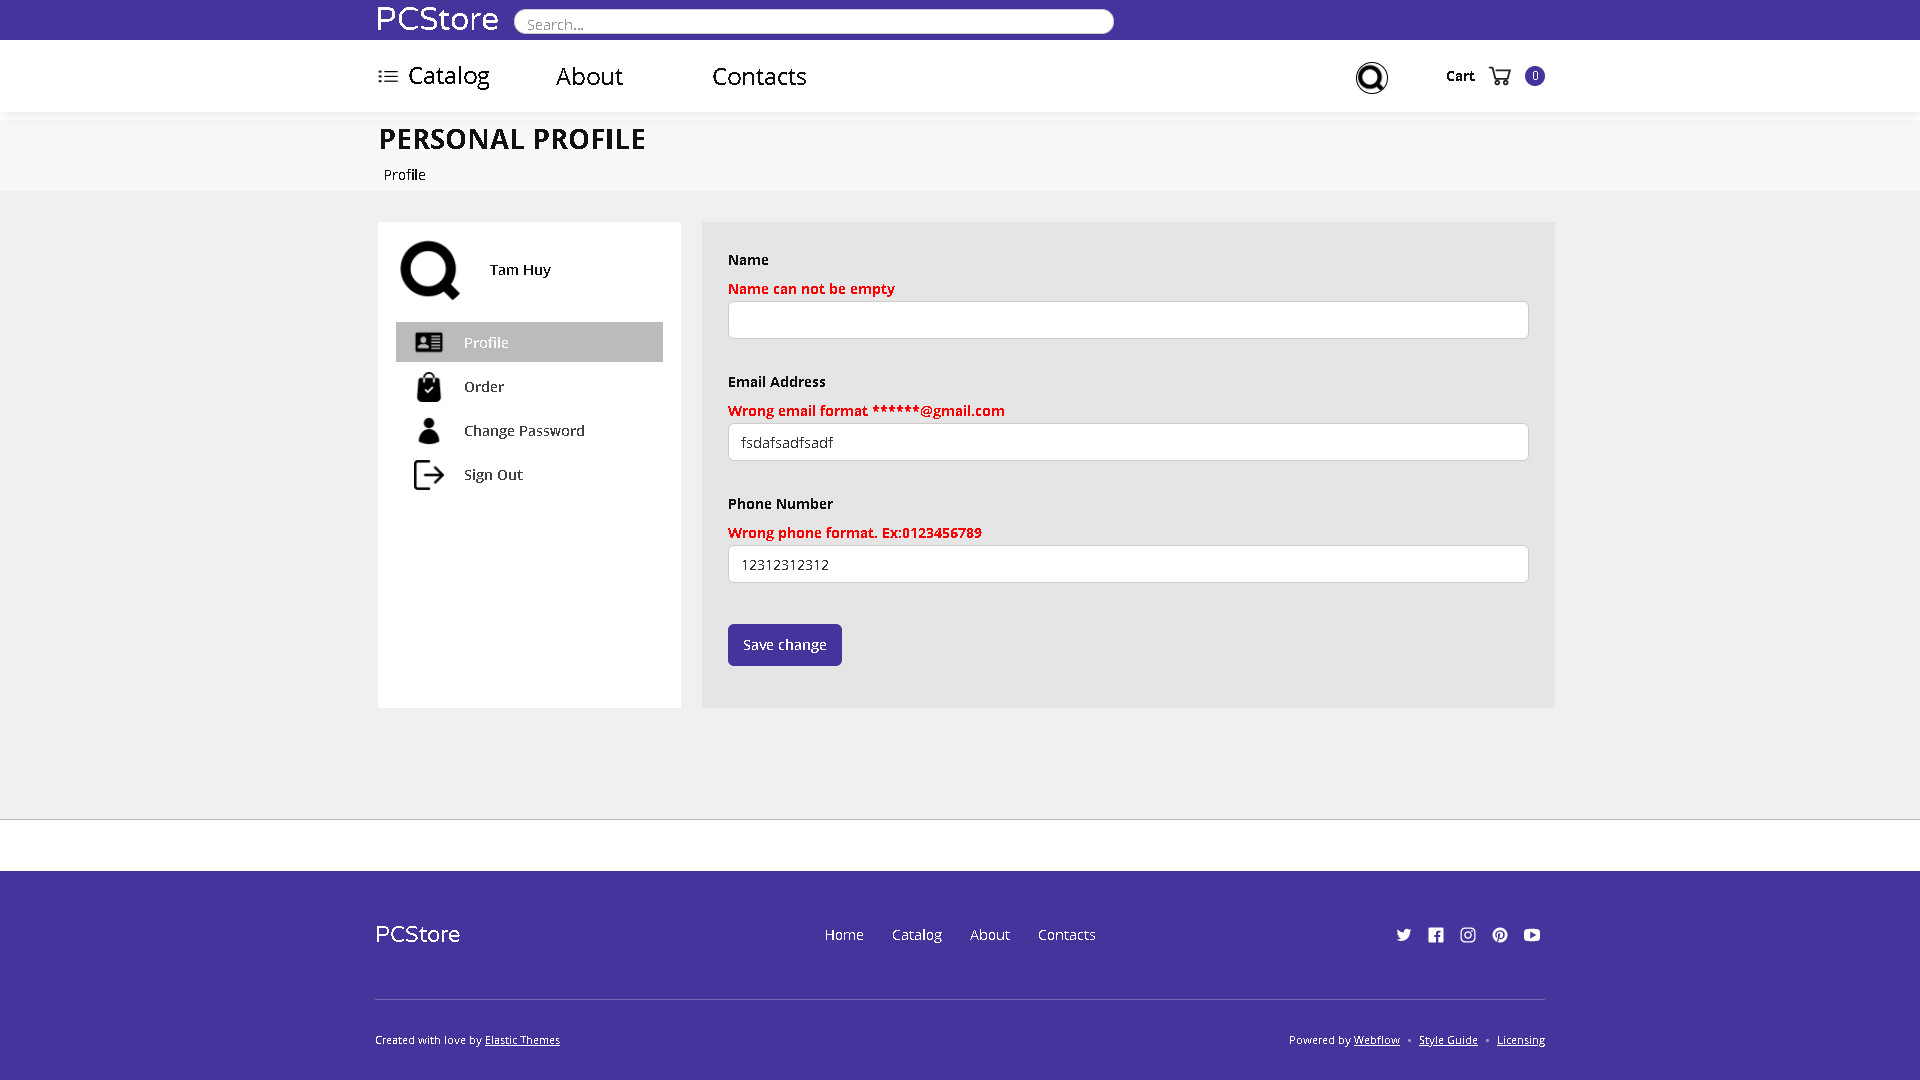 PCStore
Search...
Catalog About Contacts Cart 0
PERSONAL PROFILE
Profile
Tam Huy
Profile
Order
Change Password
Sign Out
Name
Name can not be empty
Email Address
Wrong email format ******@gmail.com
fsdafsadfsadf
Phone Number
Wrong phone format. Ex:0123456789
12312312312
Save change
PCStore
Home Catalog About Contacts
Created with love by Elastic Themes
Powered by Webflow • Style Guide • Licensing